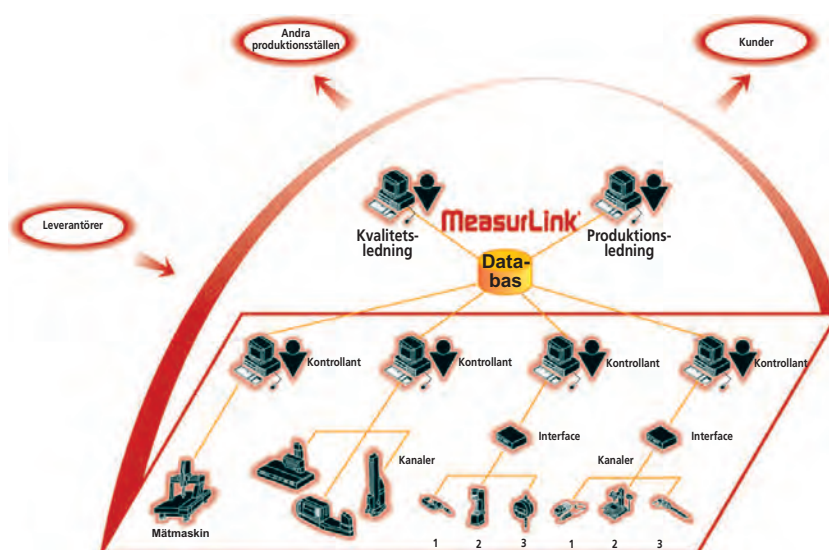 Andra
produktionsställen
Kunder
Leverantörer
MeasurLink®
Kvalitets-
ledning
Produktions-
ledning
Data-
bas
Kontrollant
Kontrollant
Kontrollant
Kontrollant
Interface
Interface
Kanaler
Kanaler
Mätmaskin
1 2 3 1 2 3